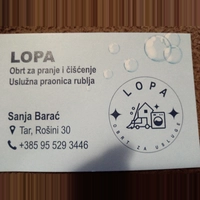 LOPA
Obrt za pranje i čišćenje
Uslužna praonica rublja
Sanja Barać
Tar, Rošini 30
+385 95 529 3446
LOPA
OBRT ZA USLUGE